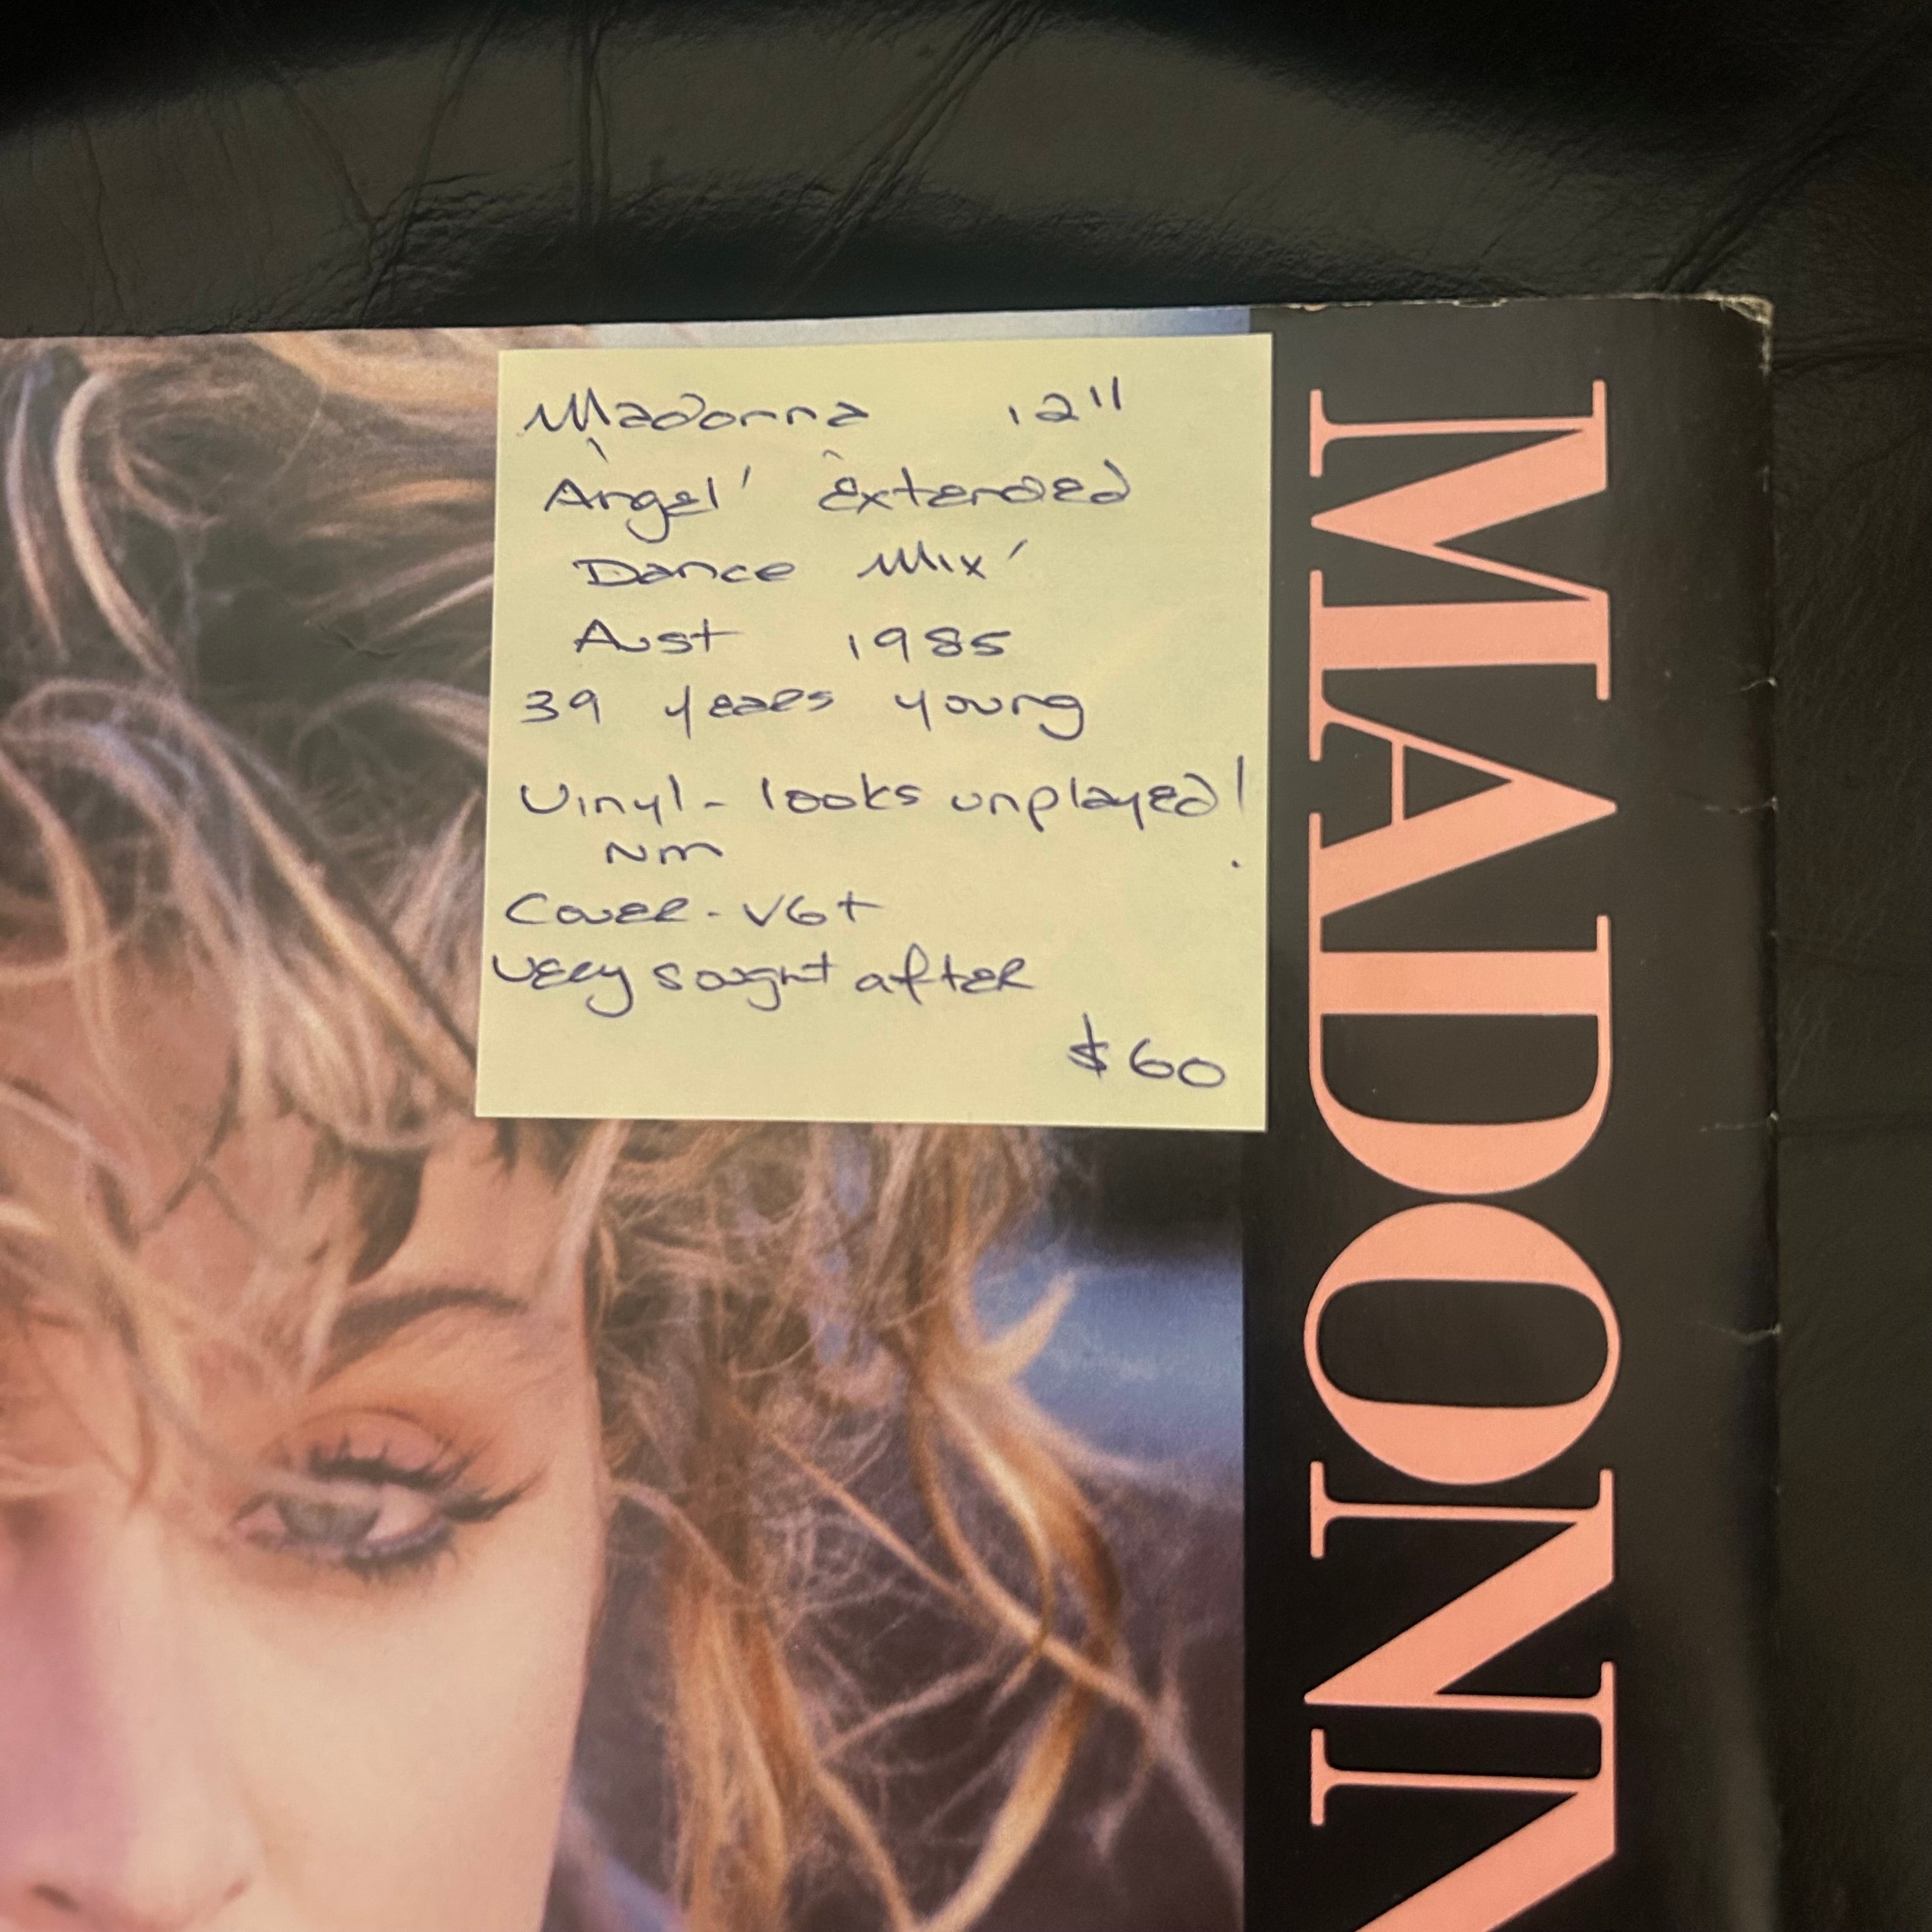 Madonna 12"
'Angel' 'Extended
Dance Mix'
Aust 1985
39 years young
Vinyl - looks unplayed!
NM
Cover - VG+
Very sought after
$60
MADONN